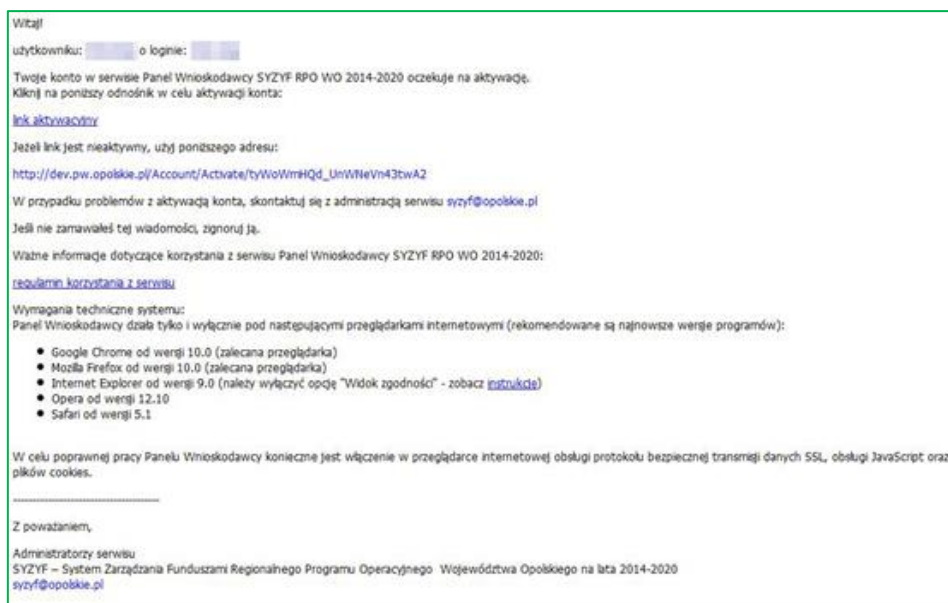 Witaj!
użytkowniku: o loginie:
Twoje konto w serwisie Panel Wnioskodawcy SYZYF RPO WO 2014-2020 oczekuje na aktywację.
Kliknij na poniższy odnośnik w celu aktywacji konta:
link aktywacyjny
Jeżeli link jest nieaktywny, użyj poniższego adresu:
http://dev.pw.opolskie.pl/Account/Activate/tyWoWmHQd_UnWNeVn43twA2
W przypadku problemów z aktywacją konta, skontaktuj się z administracją serwisu syzyf@opolskie.pl
Jeśli nie zamawiałeś tej wiadomości, zignoruj ją.
Ważne informacje dotyczące korzystania z serwisu Panel Wnioskodawcy SYZYF RPO WO 2014-2020:
regulamin korzystania z serwisu
Wymagania techniczne systemu:
Panel Wnioskodawcy działa tylko i wyłącznie pod następującymi przeglądarkami internetowymi (rekomendowane są najnowsze wersje programów):
● Google Chrome od wersji 10.0 (zalecana przeglądarka)
● Mozilla Firefox od wersji 10.0 (zalecana przeglądarka)
● Internet Explorer od wersji 9.0 (należy wyłączyć opcję "Widok zgodności" - zobacz instrukcję)
● Opera od wersji 12.10
● Safari od wersji 5.1
W celu poprawnej pracy Panelu Wnioskodawcy konieczne jest włączenie w przeglądarce internetowej obsługi protokołu bezpiecznej transmisji danych SSL, obsługi JavaScript oraz
plików cookies.
-------------------------------------
Z poważaniem,
Administratorzy serwisu
SYZYF – System Zarządzania Funduszami Regionalnego Programu Operacyjnego Województwa Opolskiego na lata 2014-2020
syzyf@opolskie.pl